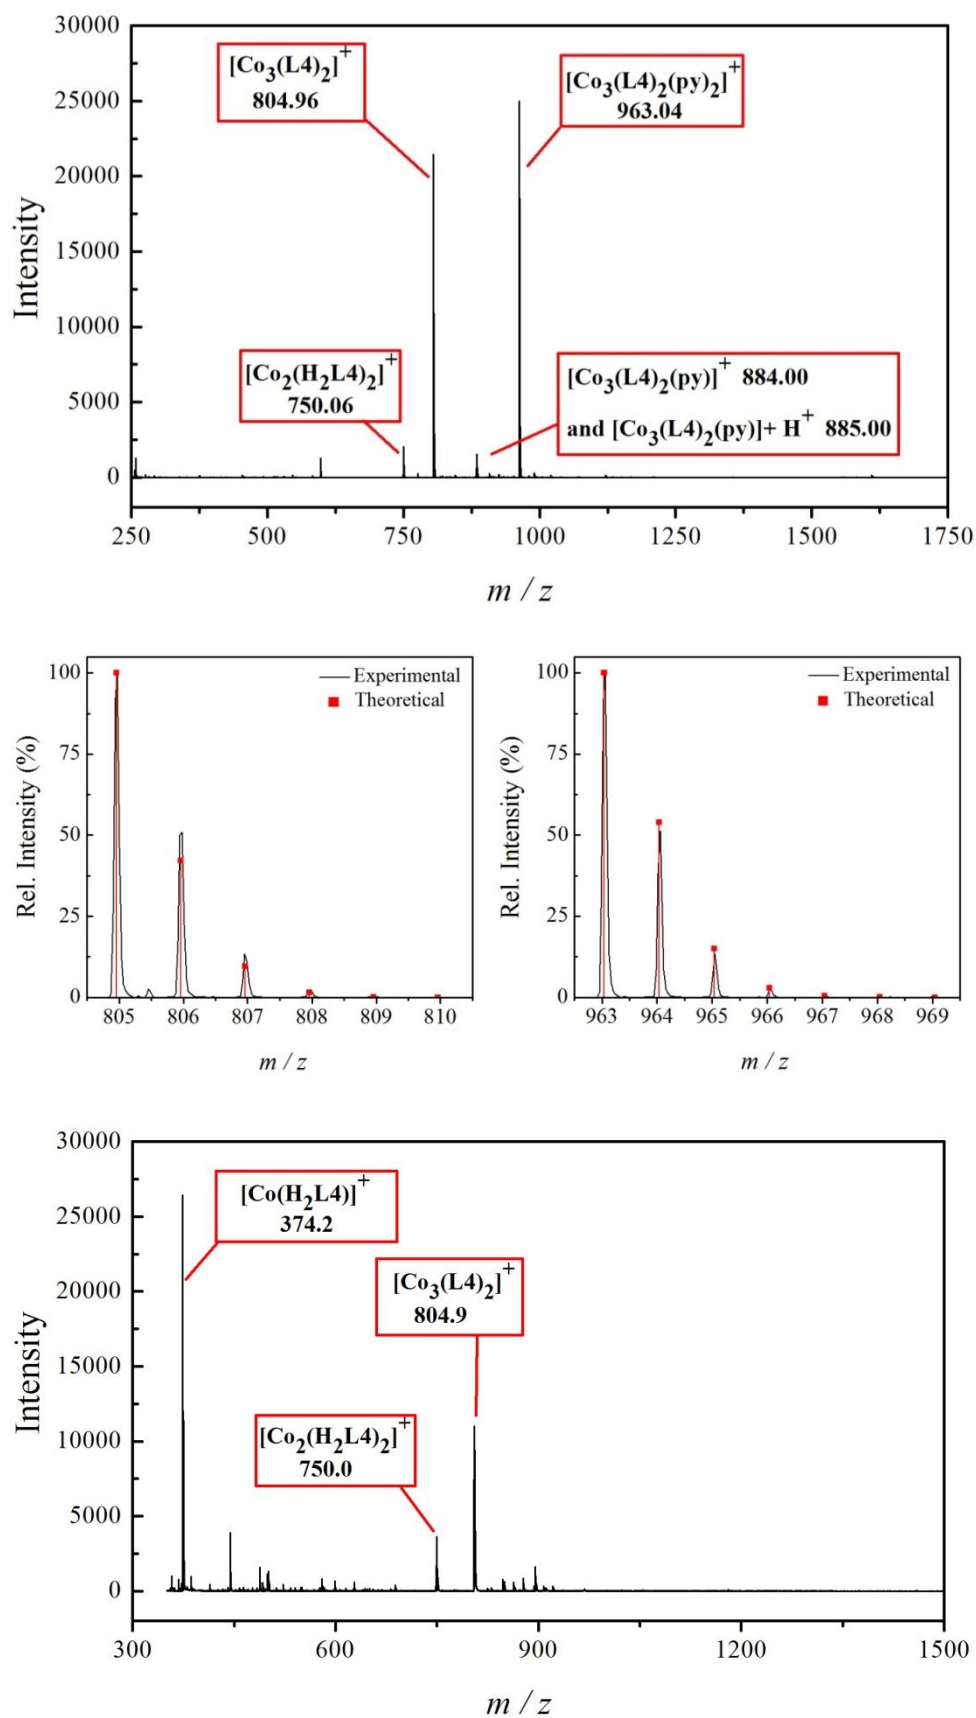 30000
25000
20000
15000
10000
5000
0
Intensity
[Co3(L4)2]+
804.96
[Co3(L4)2(py)2]+
963.04
[Co2(H2L4)2]+
750.06
[Co3(L4)2(py)]+ 884.00
and [Co3(L4)2(py)]+ H+ 885.00
250 500 750 1000 1250 1500 1750
m / z
100
75
50
25
0
Rel. Intensity (%)
Experimental
Theoretical
805 806 807 808 809 810
m / z
100
75
50
25
0
Rel. Intensity (%)
Experimental
Theoretical
963 964 965 966 967 968 969
m / z
30000
25000
20000
15000
10000
5000
0
Intensity
[Co(H2L4)]+
374.2
[Co3(L4)2]+
804.9
[Co2(H2L4)2]+
750.0
300 600 900 1200 1500
m / z